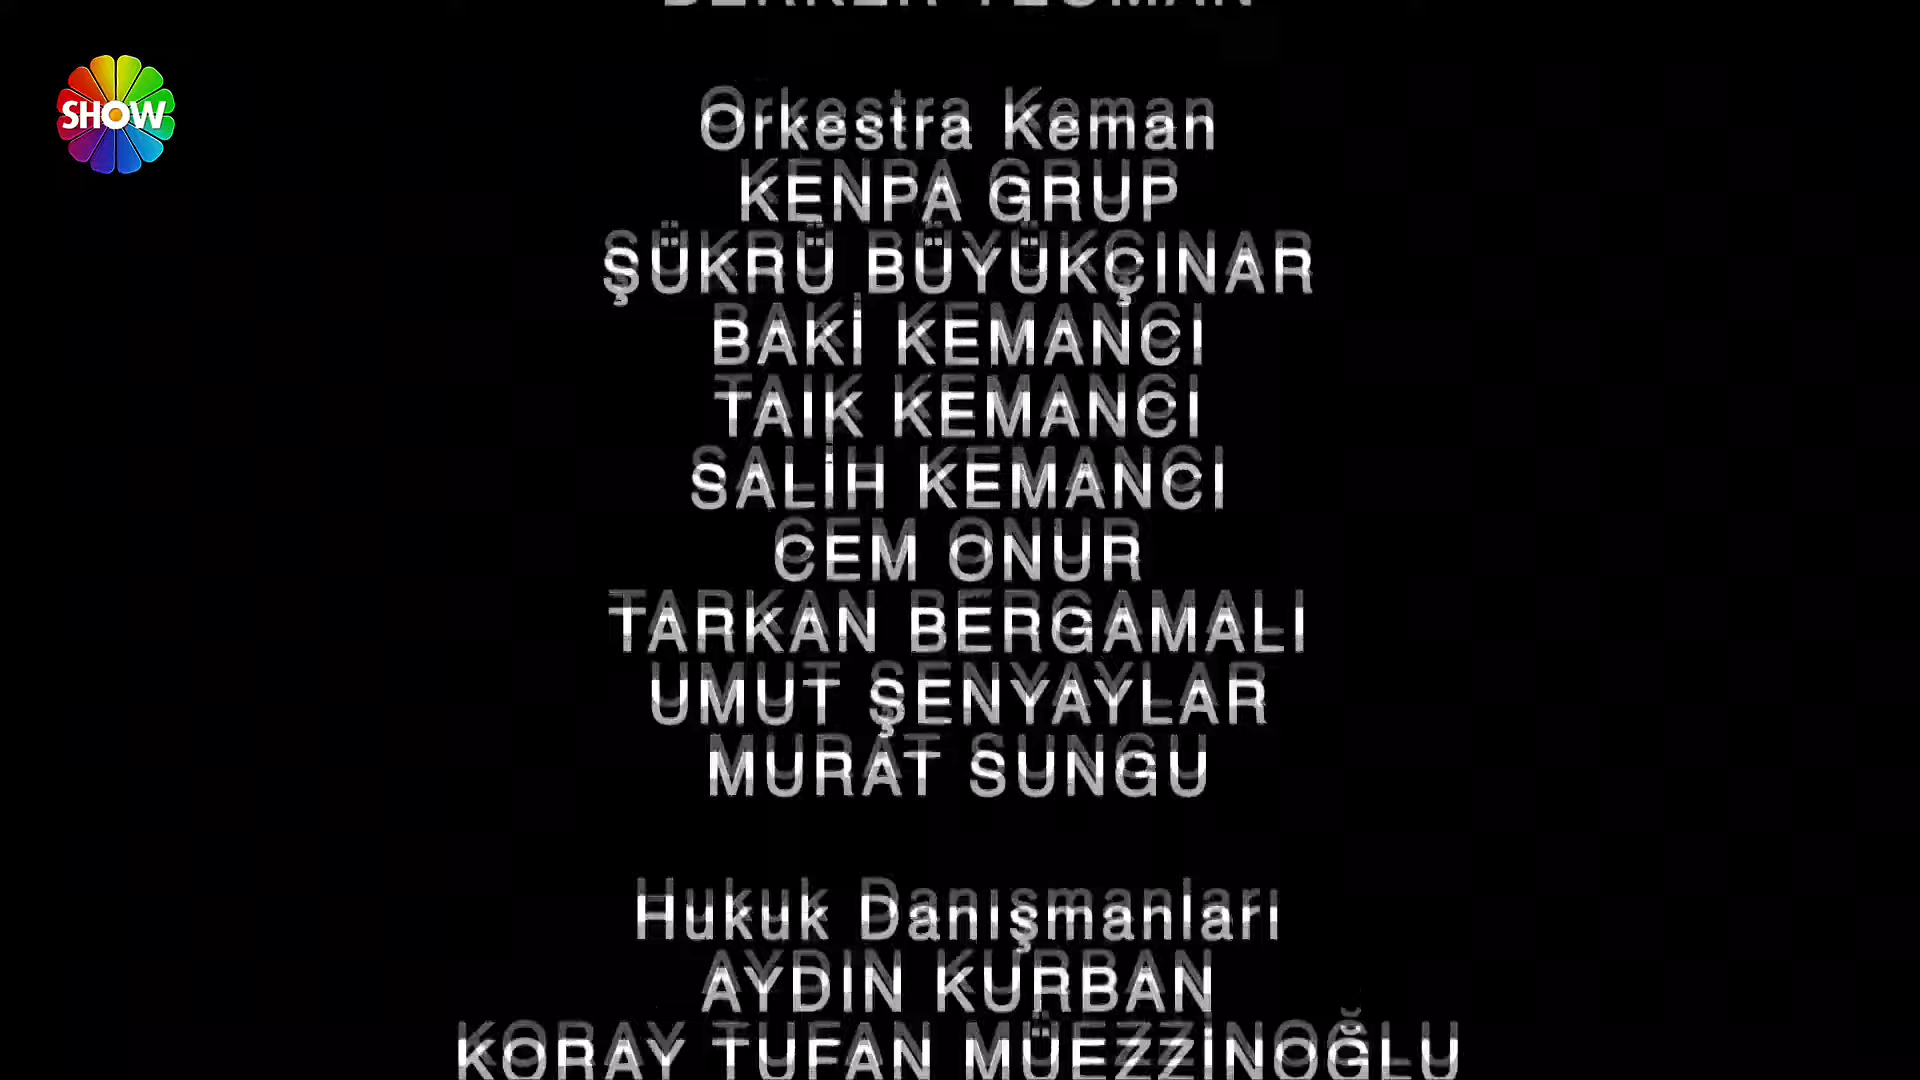 SHOW
Orkestra Keman
KENPA GRUP
ŞÜKRÜ BÜYÜKÇINAR
BAKİ KEMANCI
TAIK KEMANCI
SALİH KEMANCI
CEM ONUR
TARKAN BERGAMALI
UMUT ŞENYAYLAR
MURAT SUNGU
Hukuk Danışmanları
AYDIN KURBAN
KORAY TUFAN MÜEZZİNOĞLU